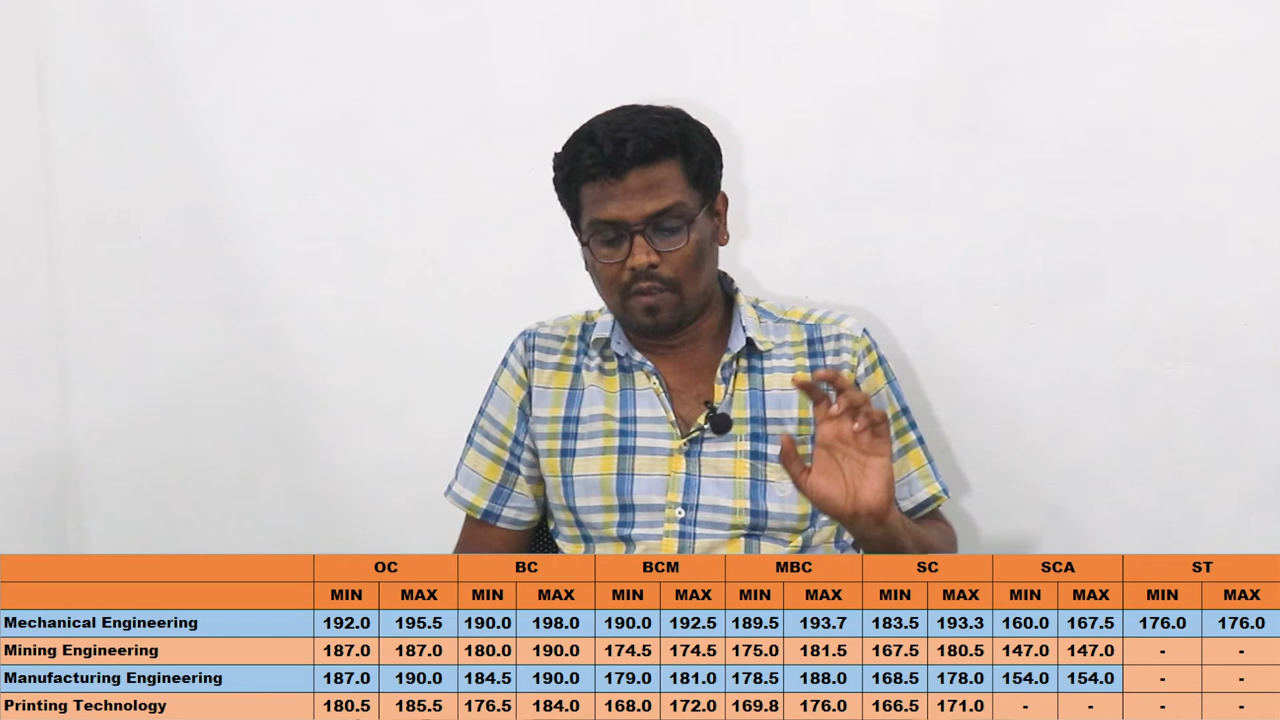 OC BC BCM MBC SC SCA ST
MIN MAX MIN MAX MIN MAX MIN MAX MIN MAX MIN MAX MIN MAX
Mechanical Engineering 192.0 195.5 190.0 198.0 190.0 192.5 189.5 193.7 183.5 193.3 160.0 167.5 176.0 176.0
Mining Engineering 187.0 187.0 180.0 190.0 174.5 174.5 175.0 181.5 167.5 180.5 147.0 147.0 - -
Manufacturing Engineering 187.0 190.0 184.5 190.0 179.0 181.0 178.5 188.0 168.5 178.0 154.0 154.0 - -
Printing Technology 180.5 185.5 176.5 184.0 168.0 172.0 169.8 176.0 166.5 171.0 - - - -